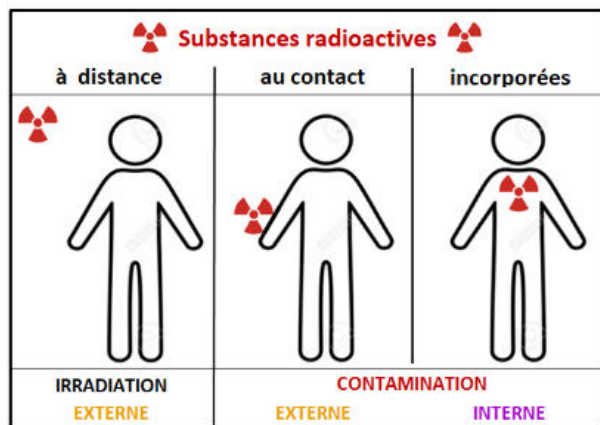 Substances radioactives
à distance au contact incorporées
IRRADIATION CONTAMINATION
EXTERNE EXTERNE INTERNE